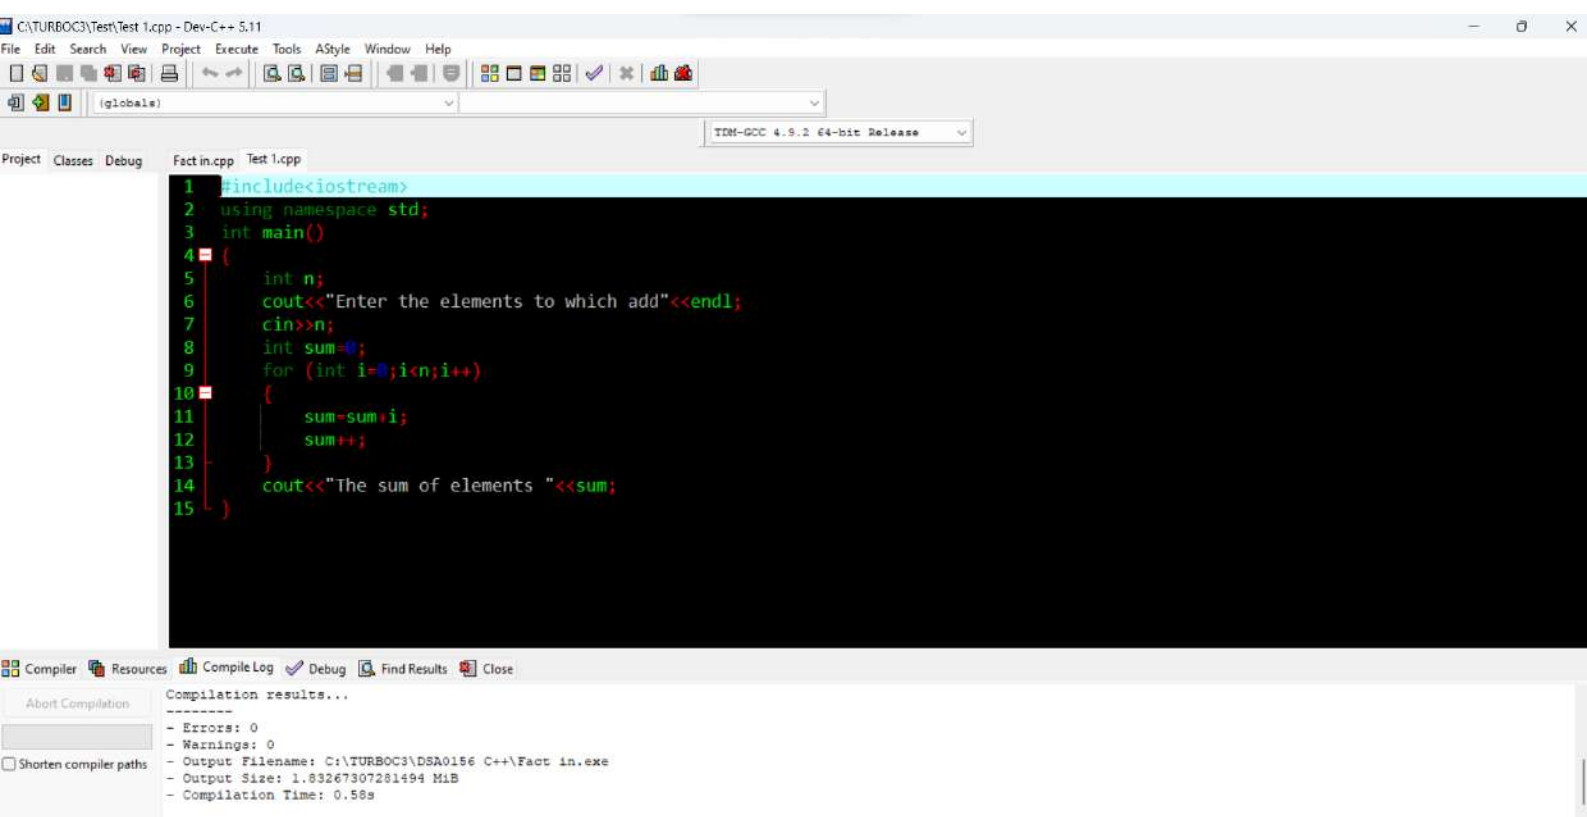 C:\TURBOC3\Test\Test 1.cpp - Dev-C++ 5.11
File Edit Search View Project Execute Tools AStyle Window Help
(globals)
TDM-GCC 4.9.2 64-bit Release
Project Classes Debug Fact in.cpp Test 1.cpp
1 #include<iostream>
2 using namespace std;
3 int main()
4 {
5 int n;
6 cout<<"Enter the elements to which add"<<endl;
7 cin>>n;
8 int sum=0;
9 for (int i=0;i<n;i++)
10 {
11 sum=sum+i;
12 sum++;
13 }
14 cout<<"The sum of elements "<<sum;
15 }
Compiler Resources Compile Log Debug Find Results Close
Abort Compilation
Shorten compiler paths
Compilation results...
--------
- Errors: 0
- Warnings: 0
- Output Filename: C:\TURBOC3\DSA0156 C++\Fact in.exe
- Output Size: 1.83267307281494 MiB
- Compilation Time: 0.58s